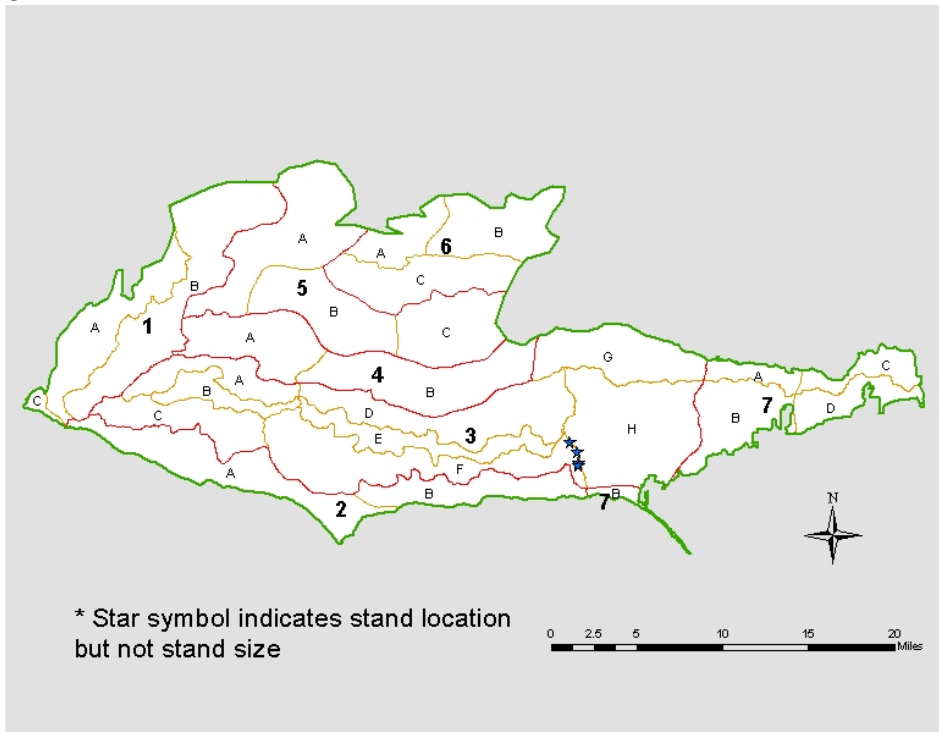 A
B
6
A
B
5
C
B
1
A
C
A
G
4
B
A
C
A
B
C
D
B
7
D
C
E
3
H
F
A
B
B
2
7
N
* Star symbol indicates stand location
but not stand size
0 2.5 5 10 15 20
Miles